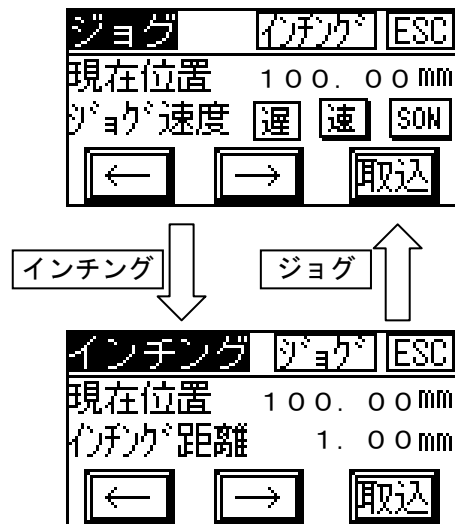 ジョグ ｲﾝﾁﾝｸﾞ ESC
現在位置 100.00mm
ｼﾞｮｸﾞ速度 遅 速 SON
← → 取込
インチング ジョグ
インチング ｼﾞｮｸﾞ ESC
現在位置 100.00mm
ｲﾝﾁﾝｸﾞ距離 1.00mm
← → 取込